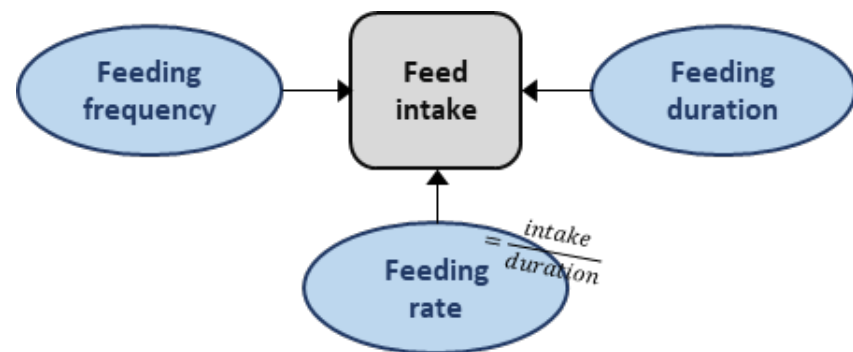 Feeding
frequency
Feed
intake
Feeding
duration
Feeding
rate
= intake
duration